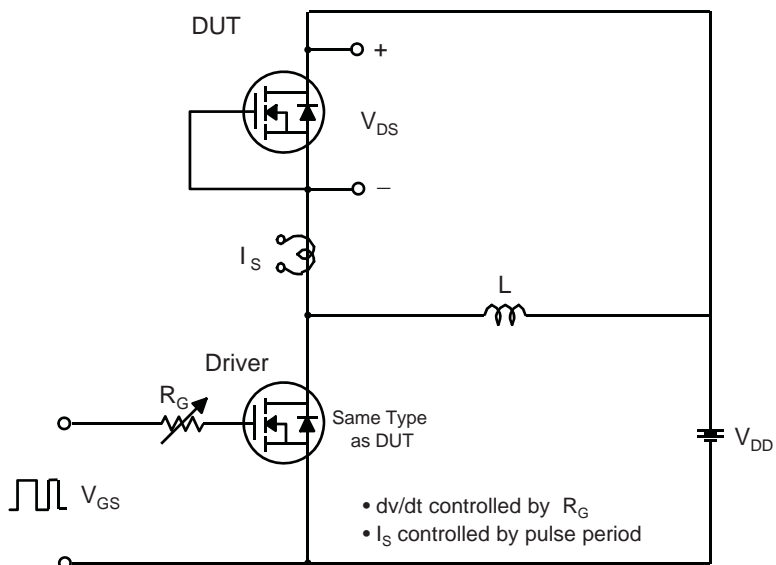 DUT
+
V_DS
−
I_S
L
Driver
R_G
Same Type
as DUT
V_DD
V_GS
• dv/dt controlled by R_G
• I_S controlled by pulse period